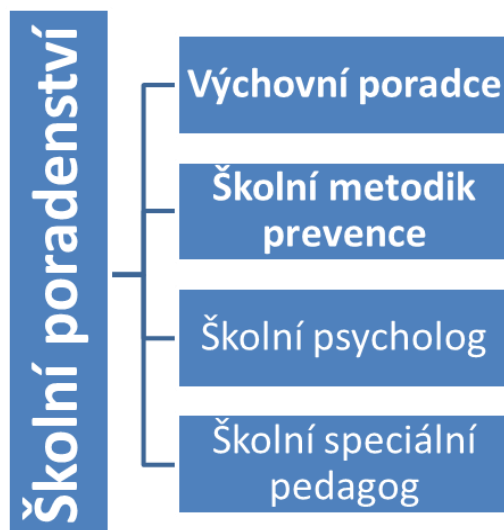 Školní poradenství
Výchovní poradce
Školní metodik
prevence
Školní psycholog
Školní speciální
pedagog